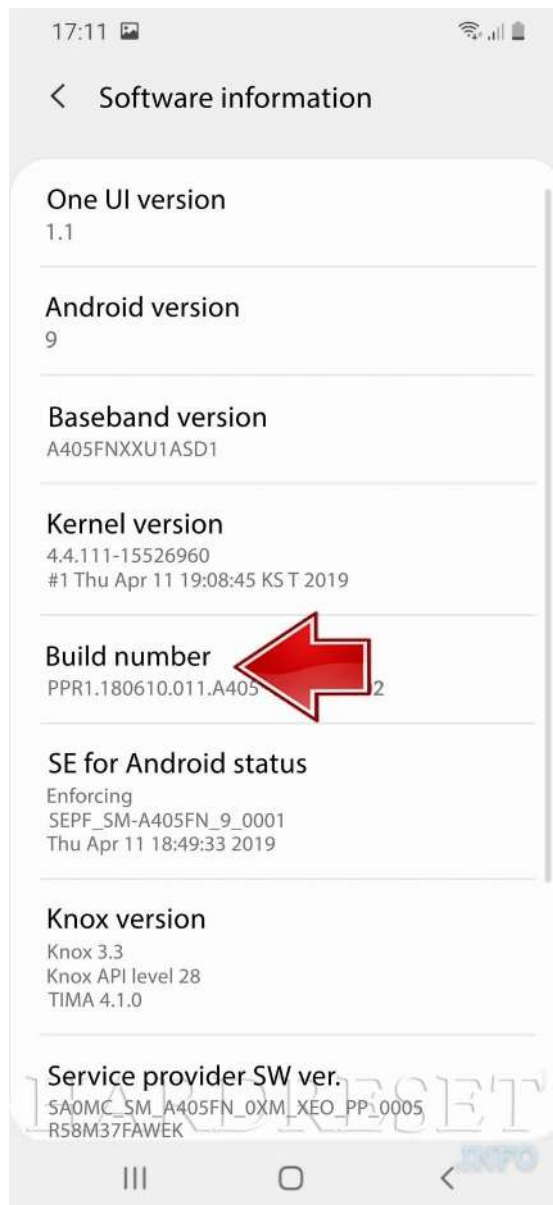 17:11
Software information
One UI version
1.1
Android version
9
Baseband version
A405FNXXU1ASD1
Kernel version
4.4.111-15526960
#1 Thu Apr 11 19:08:45 KST 2019
Build number
PPR1.180610.011.A405 2
SE for Android status
Enforcing
SEPF_SM-A405FN_9_0001
Thu Apr 11 18:49:33 2019
Knox version
Knox 3.3
Knox API level 28
TIMA 4.1.0
Service provider SW ver.
SAOMC_SM_A405FN_0XM_XEO_PP_0005
R58M37FAWEK
HARDRESET
.INFO